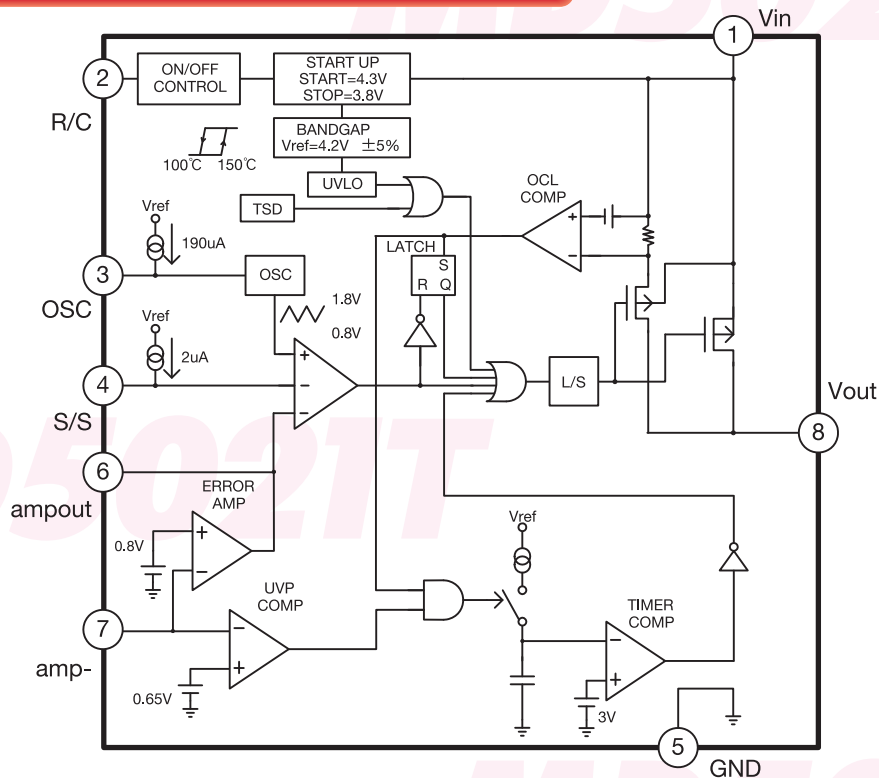 Vin
1
2
ON/OFF
CONTROL
START UP
START=4.3V
STOP=3.8V
R/C
BANDGAP
Vref=4.2V ±5%
100℃ 150℃
UVLO
TSD
OCL
COMP
Vref
190uA
LATCH
S
R Q
3
OSC
OSC
1.8V
0.8V
Vref
2uA
+
−
−
4
S/S
L/S
Vout
8
6
ampout
ERROR
AMP
+
−
0.8V
Vref
UVP
COMP
TIMER
COMP
7
amp-
−
+
0.65V
−
+
3V
5
GND